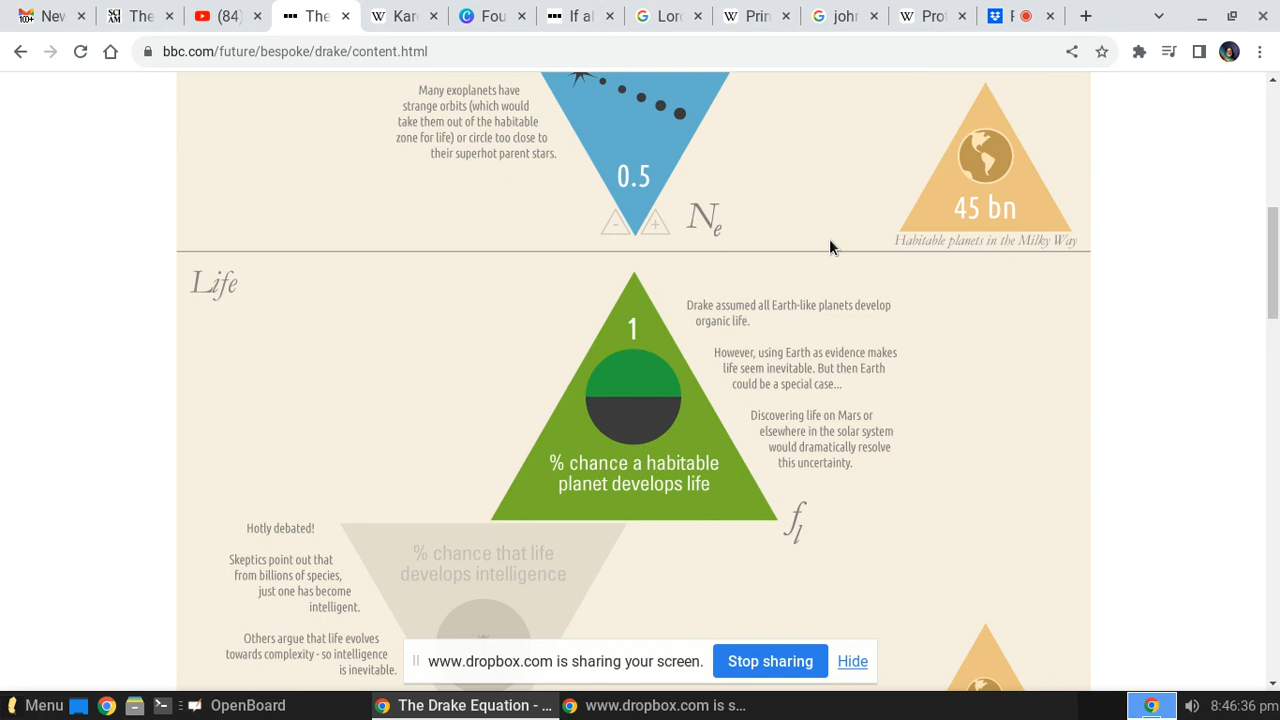 New
The
(84)
The
Kar
Fou
If al
Lor
Prin
john
Prot
bbc.com/future/bespoke/drake/content.html
Many exoplanets have
strange orbits (which would
take them out of the habitable
zone for life) or circle too close to
their superhot parent stars.
0.5
- +
Ne
45 bn
Habitable planets in the Milky Way
Life
1
% chance a habitable
planet develops life
Drake assumed all Earth-like planets develop
organic life.
However, using Earth as evidence makes
life seem inevitable. But then Earth
could be a special case...
Discovering life on Mars or
elsewhere in the solar system
would dramatically resolve
this uncertainty.
fl
Hotly debated!
Skeptics point out that
from billions of species,
just one has become
intelligent.
Others argue that life evolves
towards complexity - so intelligence
is inevitable.
% chance that life
develops intelligence
www.dropbox.com is sharing your screen.
Stop sharing
Hide
Menu
OpenBoard
The Drake Equation - ...
www.dropbox.com is s...
8:46:36 pm